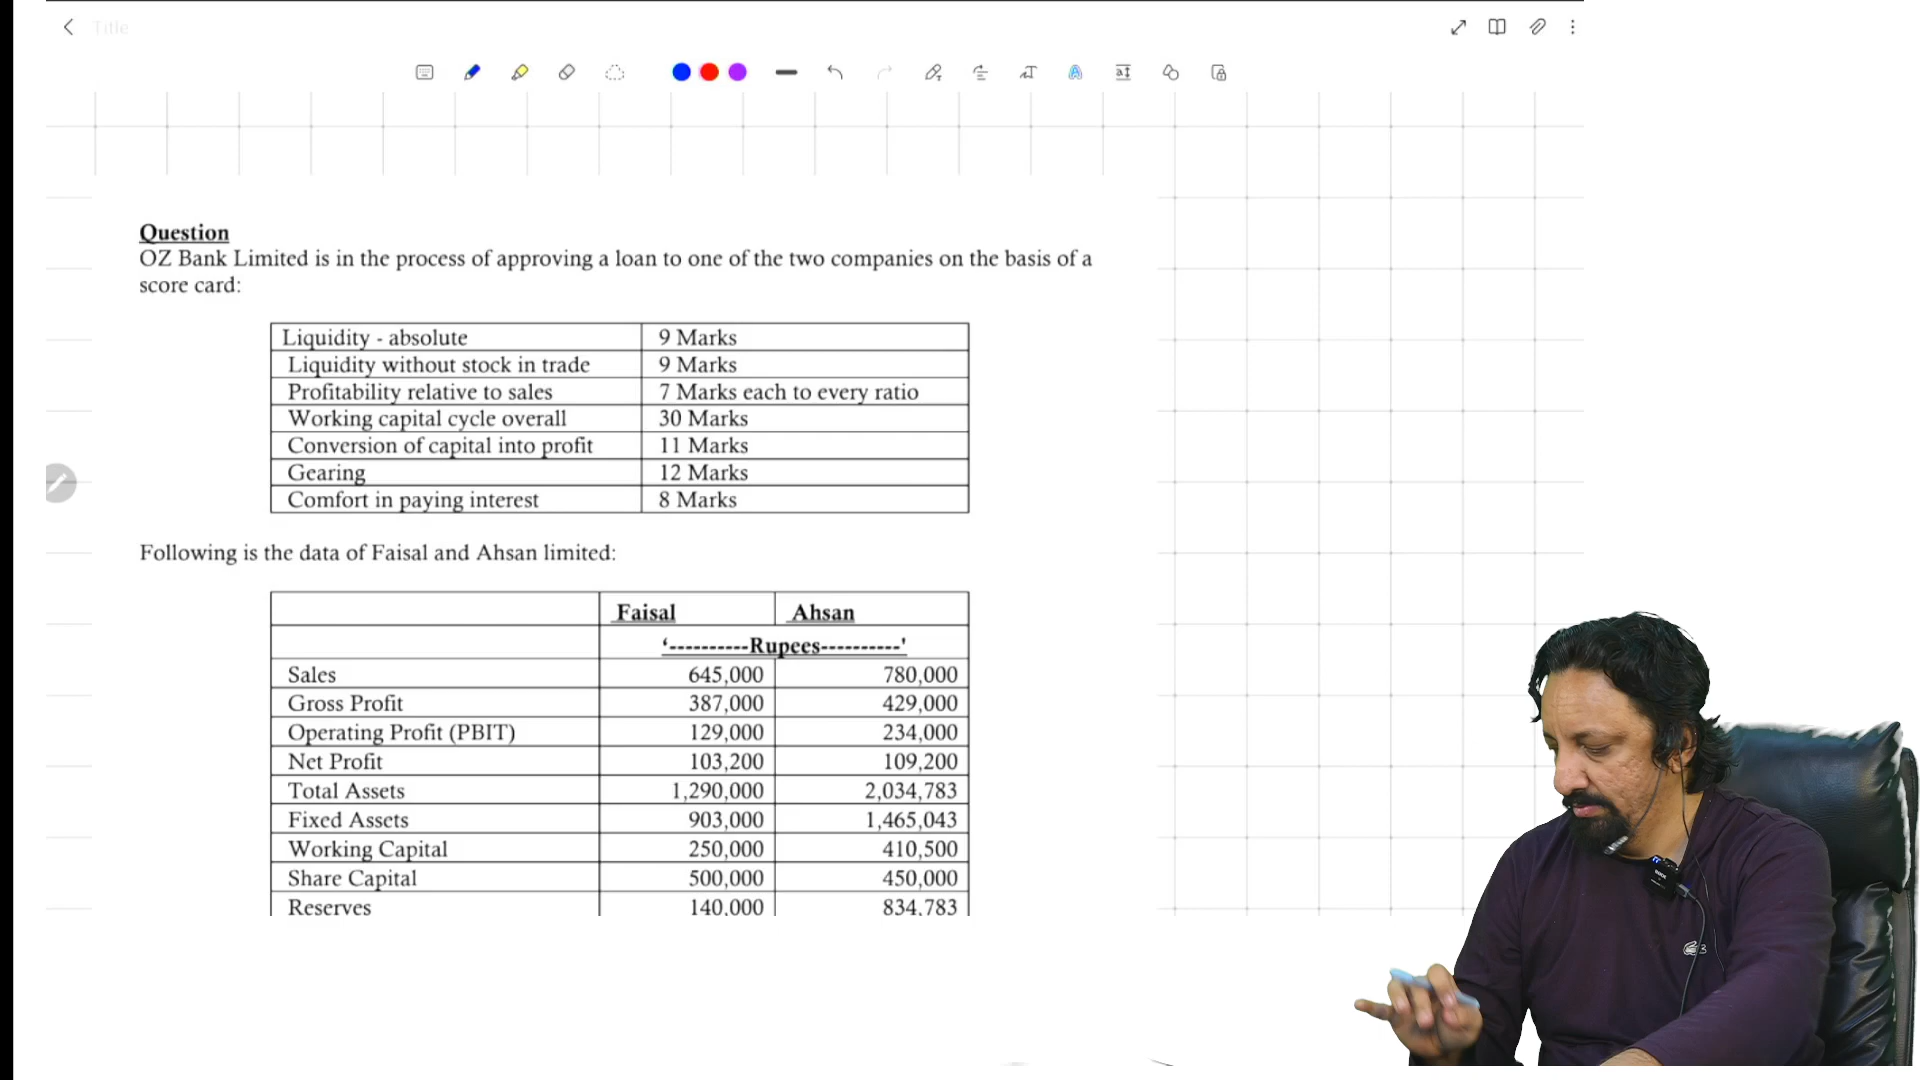 Title
Question
OZ Bank Limited is in the process of approving a loan to one of the two companies on the basis of a
score card:
Liquidity - absolute 9 Marks
Liquidity without stock in trade 9 Marks
Profitability relative to sales 7 Marks each to every ratio
Working capital cycle overall 30 Marks
Conversion of capital into profit 11 Marks
Gearing 12 Marks
Comfort in paying interest 8 Marks
Following is the data of Faisal and Ahsan limited:
Faisal Ahsan
‘----------Rupees----------'
Sales 645,000 780,000
Gross Profit 387,000 429,000
Operating Profit (PBIT) 129,000 234,000
Net Profit 103,200 109,200
Total Assets 1,290,000 2,034,783
Fixed Assets 903,000 1,465,043
Working Capital 250,000 410,500
Share Capital 500,000 450,000
Reserves 140,000 834,783